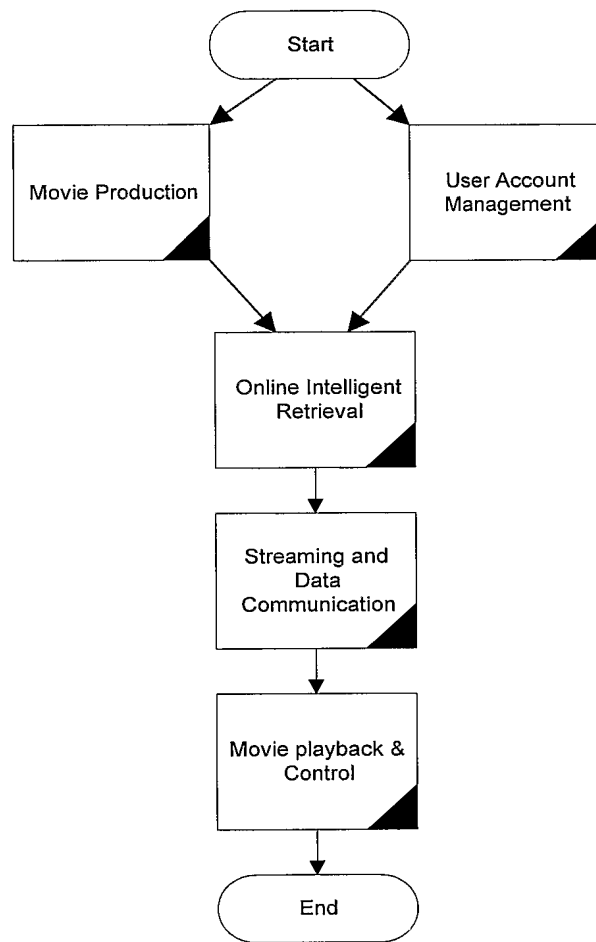 Start
Movie Production
User Account
Management
Online Intelligent
Retrieval
Streaming and
Data
Communication
Movie playback &
Control
End